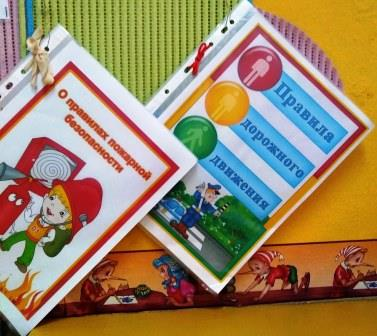 О правилах пожарной
безопасности
Правила
дорожного
движения